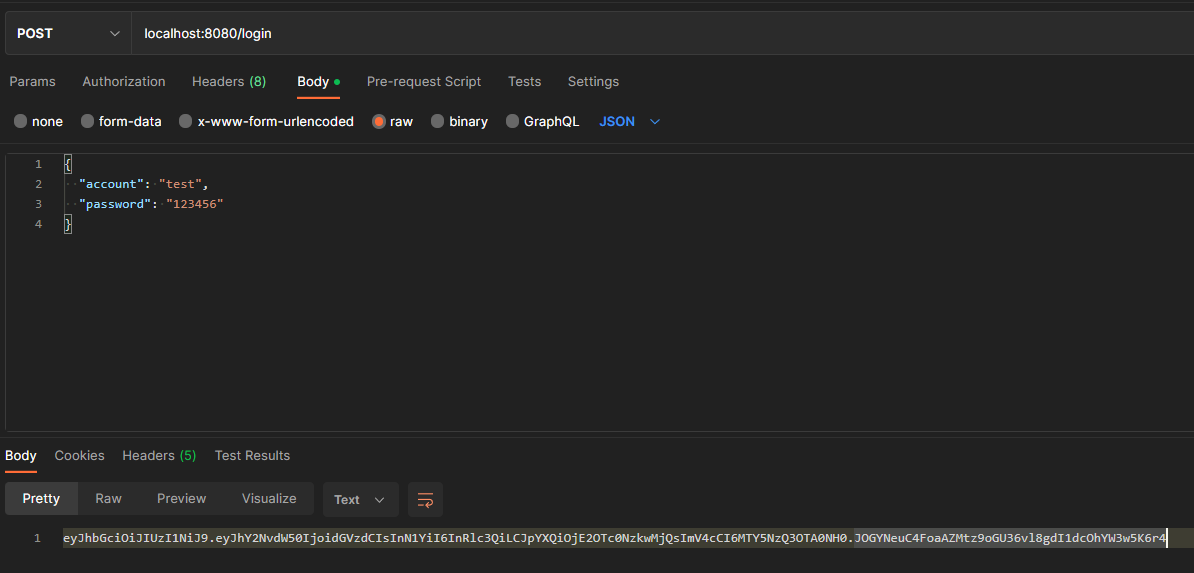 POST localhost:8080/login
Params Authorization Headers (8) Body Pre-request Script Tests Settings
none form-data x-www-form-urlencoded raw binary GraphQL JSON
1 {
2 "account": "test",
3 "password": "123456"
4 }
Body Cookies Headers (5) Test Results
Pretty Raw Preview Visualize Text
1 eyJhbGciOiJIUzI1NiJ9.eyJhY2NvdW50IjoidGVzdCIsInN1YiI6InRlc3QiLCJpYXQiOjE2OTc0NzkwMjQsImV4cCI6MTY5NzQ3OTA0NH0.JOGYNeuC4FoaAZMtz9oGU36vl8gdI1dcOhYW3w5K6r4